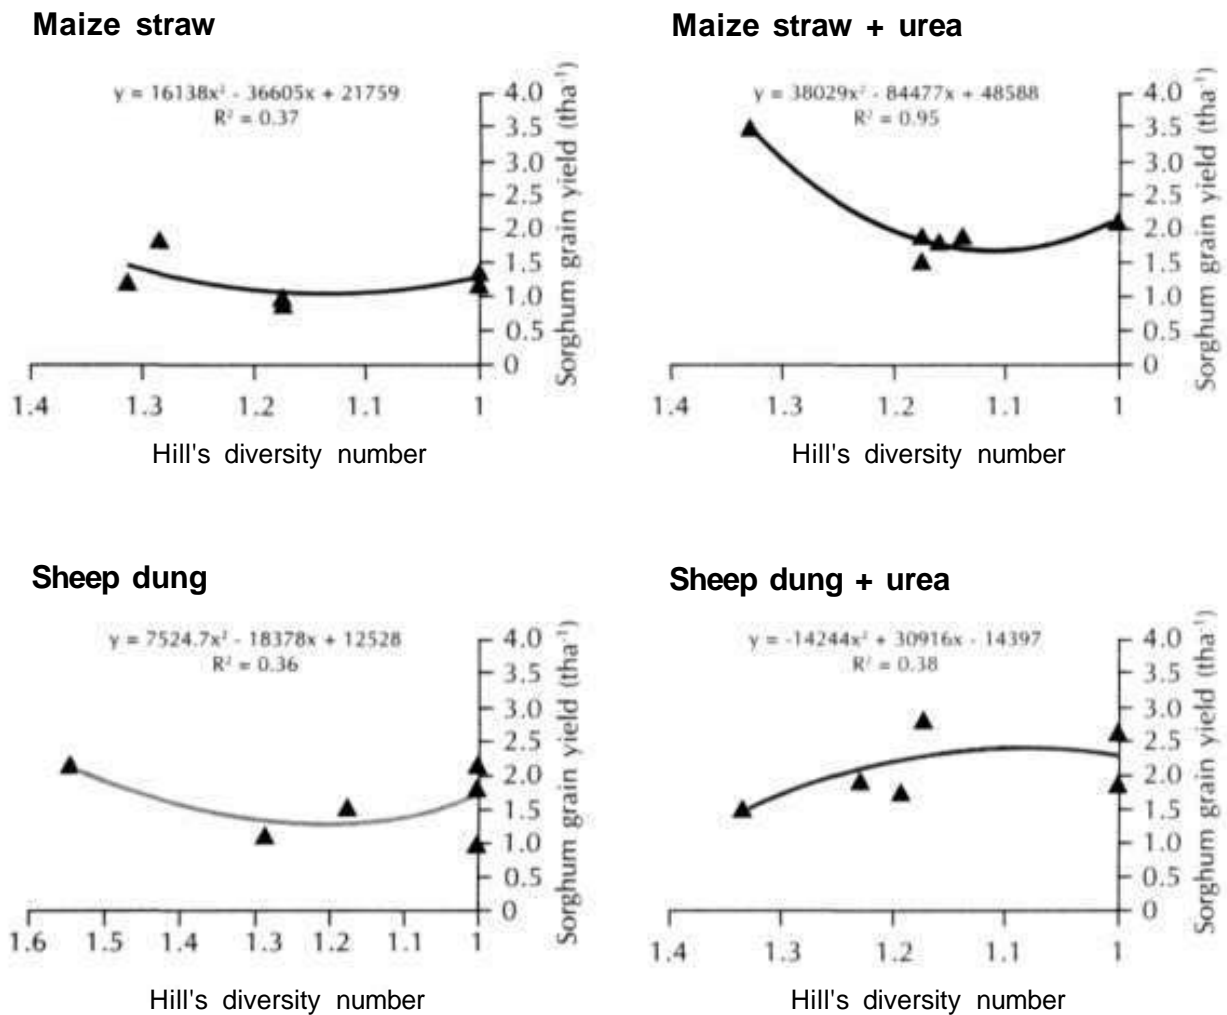 Maize straw
y = 16138x² - 36605x + 21759
R² = 0.37
4.0
3.5
3.0
2.5
2.0
1.5
1.0
0.5
0
Sorghum grain yield (tha⁻¹)
1.4 1.3 1.2 1.1 1
Hill's diversity number
Maize straw + urea
y = 38029x² - 84477x + 48588
R² = 0.95
4.0
3.5
3.0
2.5
2.0
1.5
1.0
0.5
0
Sorghum grain yield (tha⁻¹)
1.4 1.3 1.2 1.1 1
Hill's diversity number
Sheep dung
y = 7524.7x² - 18378x + 12528
R² = 0.36
4.0
3.5
3.0
2.5
2.0
1.5
1.0
0.5
0
Sorghum grain yield (tha⁻¹)
1.6 1.5 1.4 1.3 1.2 1.1 1
Hill's diversity number
Sheep dung + urea
y = -14244x² + 30916x - 14397
R² = 0.38
4.0
3.5
3.0
2.5
2.0
1.5
1.0
0.5
0
Sorghum grain yield (tha⁻¹)
1.4 1.3 1.2 1.1 1
Hill's diversity number